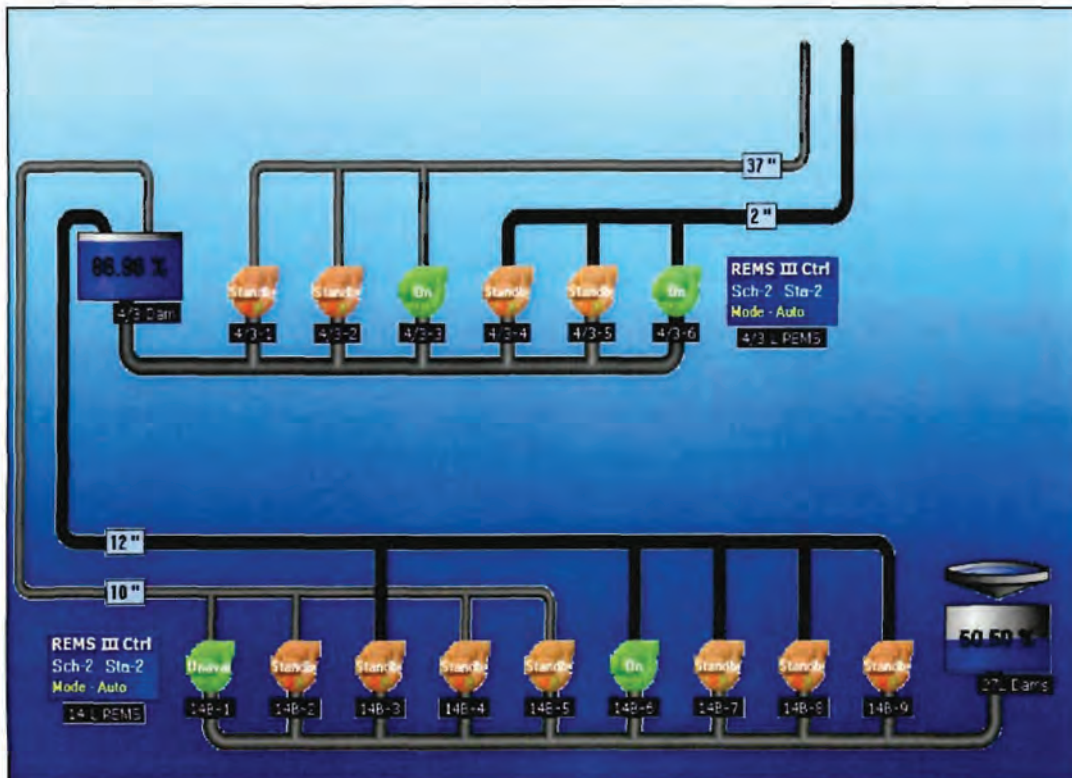 37"
2"
86.96 %
4/3 Dam
Standby
Standby
On
Standby
Standby
On
4/3-1
4/3-2
4/3-3
4/3-4
4/3-5
4/3-6
REMS III Ctrl
Sch-2 Sta-2
Mode - Auto
4/3 L REMS
12"
10"
REMS III Ctrl
Sch-2 Sta-2
Mode - Auto
14 L REMS
Standby
Standby
Standby
Standby
On
Standby
Standby
Standby
14B-1
14B-2
14B-3
14B-4
14B-5
14B-6
14B-7
14B-8
14B-9
50.50 %
27L Dams